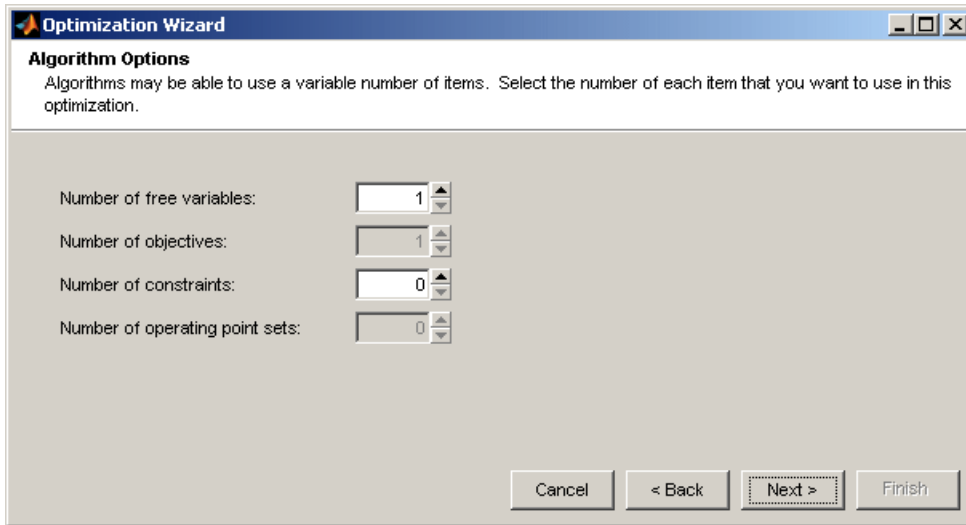 Optimization Wizard
Algorithm Options
Algorithms may be able to use a variable number of items. Select the number of each item that you want to use in this
optimization.
Number of free variables: 1
Number of objectives: 1
Number of constraints: 0
Number of operating point sets: 0
Cancel < Back Next > Finish